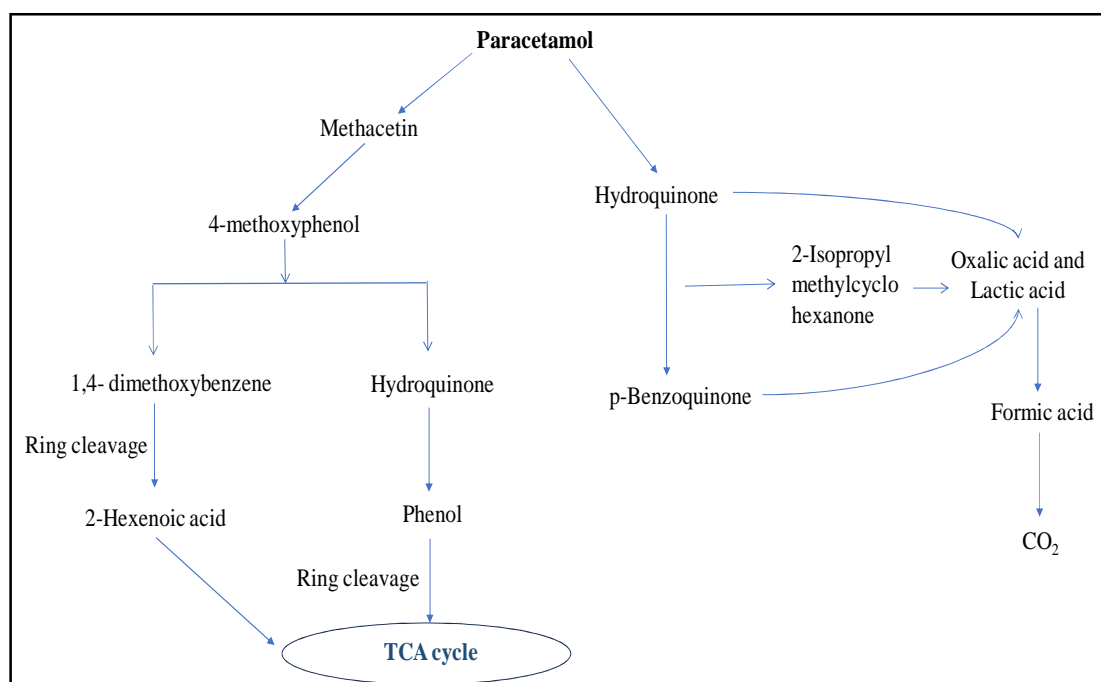 Paracetamol
Methacetin
4-methoxyphenol
1,4- dimethoxybenzene
Ring cleavage
2-Hexenoic acid
Hydroquinone
Phenol
Ring cleavage
TCA cycle
Hydroquinone
2-Isopropyl
methylcyclo
hexanone
p-Benzoquinone
Oxalic acid and
Lactic acid
Formic acid
CO₂